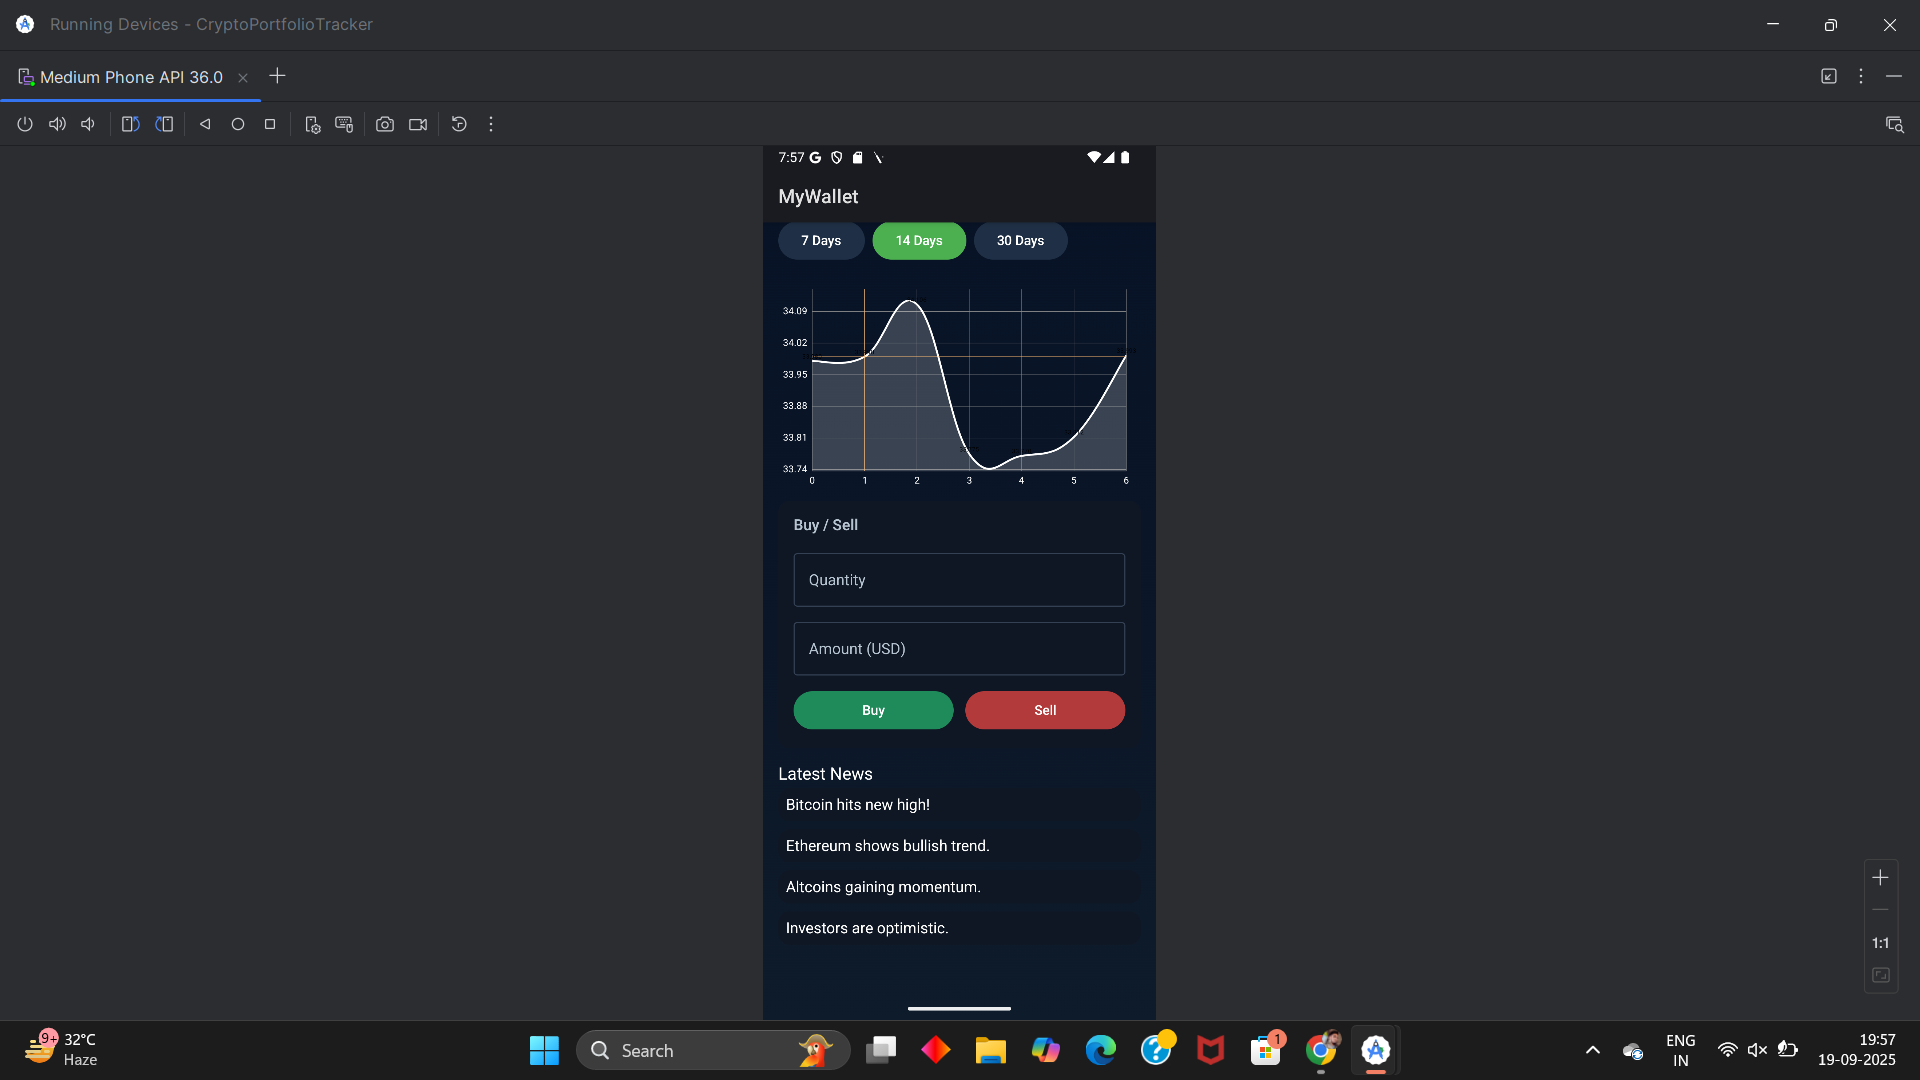 Running Devices - CryptoPortfolioTracker
Medium Phone API 36.0
7:57
MyWallet
7 Days 14 Days 30 Days
34.09
34.02
33.95
33.88
33.81
33.74
0 1 2 3 4 5 6
Buy / Sell
Quantity
Amount (USD)
Buy Sell
Latest News
Bitcoin hits new high!
Ethereum shows bullish trend.
Altcoins gaining momentum.
Investors are optimistic.
1:1
9+ 32°C
Haze
Search
1
ENG
IN
19:57
19-09-2025